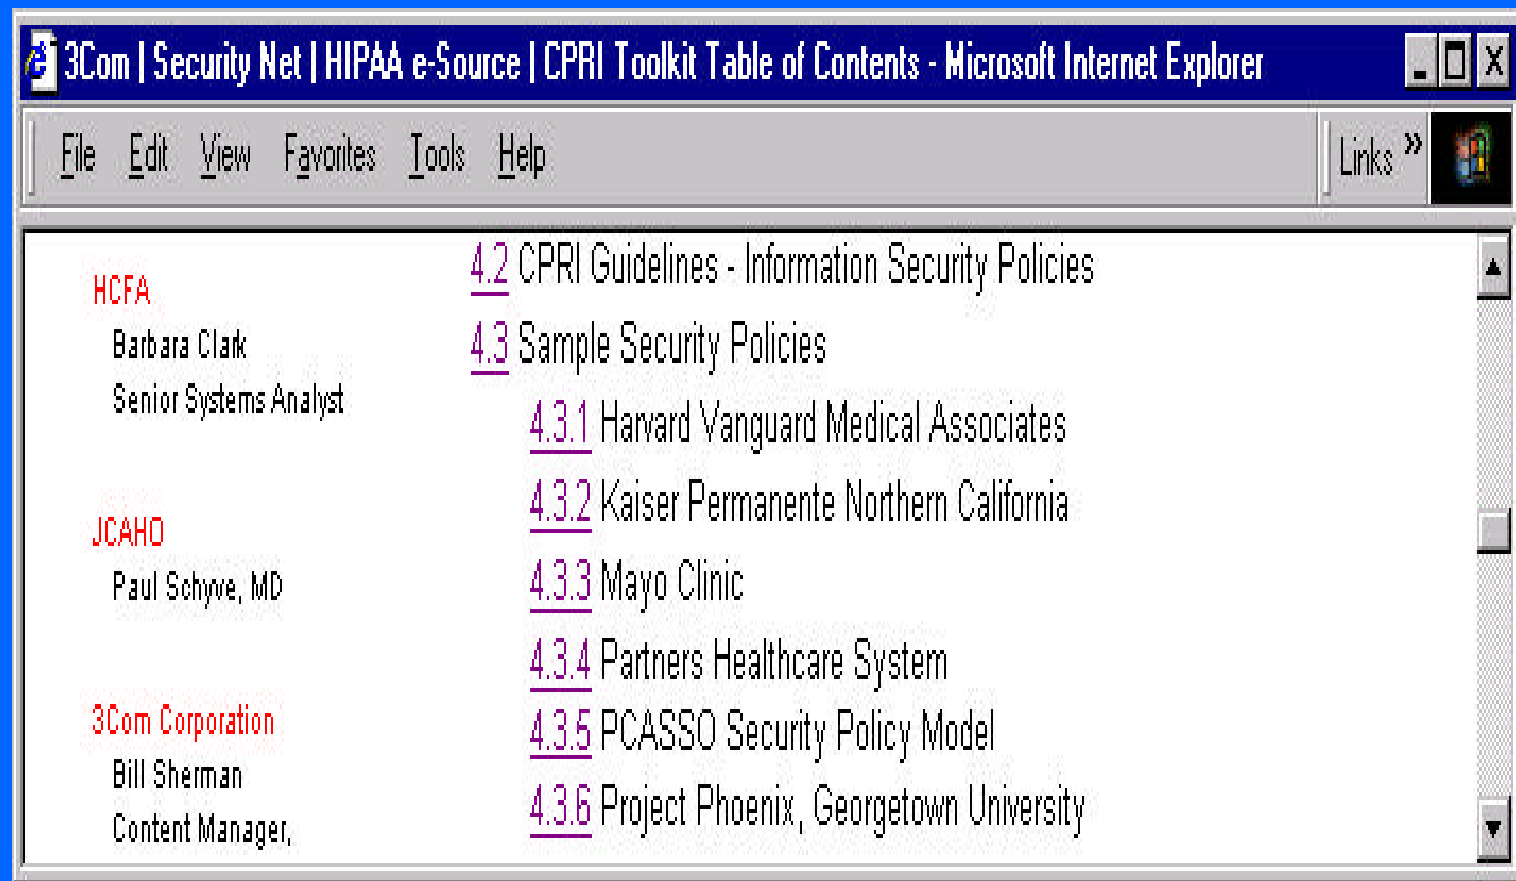 3Com | Security Net | HIPAA e-Source | CPRI Toolkit Table of Contents - Microsoft Internet Explorer
File Edit View Favorites Tools Help Links »
HCFA
Barbara Clark
Senior Systems Analyst
JCAHO
Paul Schyve, MD
3Com Corporation
Bill Sherman
Content Manager,
4.2 CPRI Guidelines - Information Security Policies
4.3 Sample Security Policies
4.3.1 Harvard Vanguard Medical Associates
4.3.2 Kaiser Permanente Northern California
4.3.3 Mayo Clinic
4.3.4 Partners Healthcare System
4.3.5 PCASSO Security Policy Model
4.3.6 Project Phoenix, Georgetown University